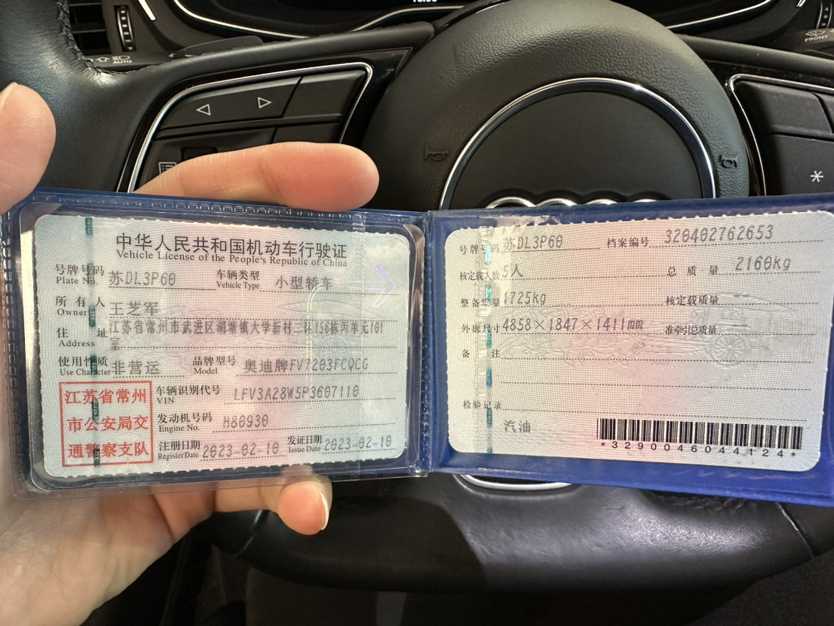 中华人民共和国机动车行驶证
Vehicle License of the People's Republic of China
号牌号码 苏DL3P60 车辆类型 小型轿车
Plate No. Vehicle Type
所有人 王芝军
Owner
住址 江苏省常州市武进区湖塘镇大学新村三区156栋丙单元101室
Address
使用性质 非营运 品牌型号 奥迪牌FV7203FCQCG
Use Character Model
江苏省常州市公安局交通警察支队
车辆识别代号 LFV3A28W5P3607110
VIN
发动机号码 H80930
Engine No.
注册日期 2023-02-10 发证日期 2023-02-10
Register Date Issue Date
号牌号码 苏DL3P60 档案编号 320402762653
核定载人数 5人 总质量 2160kg
整备质量 1725kg 核定载质量
外廓尺寸 4858×1847×1411mm 准牵引总质量
备注
检验记录
汽油
*3290046044124*
AUTO
FRONT